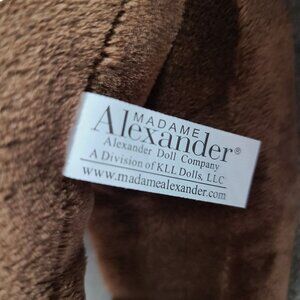 MADAME
Alexander®
Alexander Doll Company
A Division of KLL Dolls, LLC
www.madamealexander.com